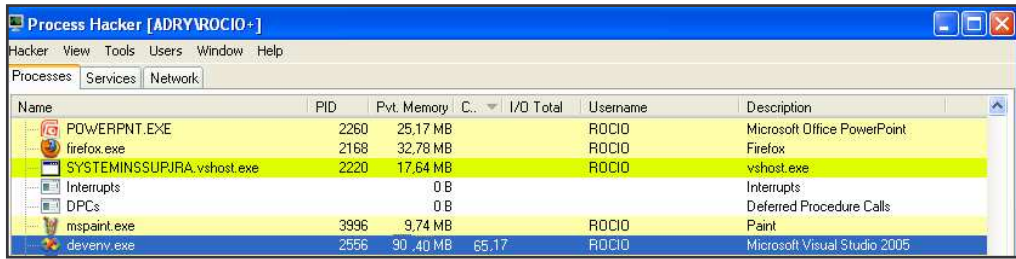 Process Hacker [ADRY\ROCIO+]
Hacker View Tools Users Window Help
Processes Services Network
Name PID Pvt. Memory C.. I/O Total Username Description
POWERPNT.EXE 2260 25,17 MB ROCIO Microsoft Office PowerPoint
firefox.exe 2168 32,78 MB ROCIO Firefox
SYSTEMINSSUPJRA.vshost.exe 2220 17,64 MB ROCIO vshost.exe
Interrupts 0 B Interrupts
DPCs 0 B Deferred Procedure Calls
mspaint.exe 3996 9,74 MB ROCIO Paint
devenv.exe 2556 90 ,40 MB 65,17 ROCIO Microsoft Visual Studio 2005